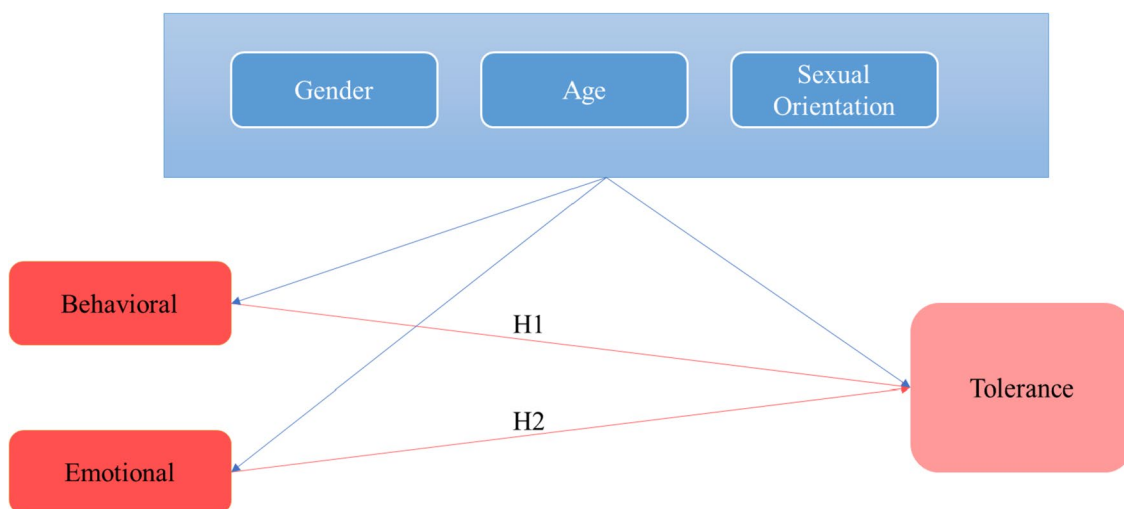 Gender
Age
Sexual
Orientation
Behavioral
H1
Tolerance
H2
Emotional